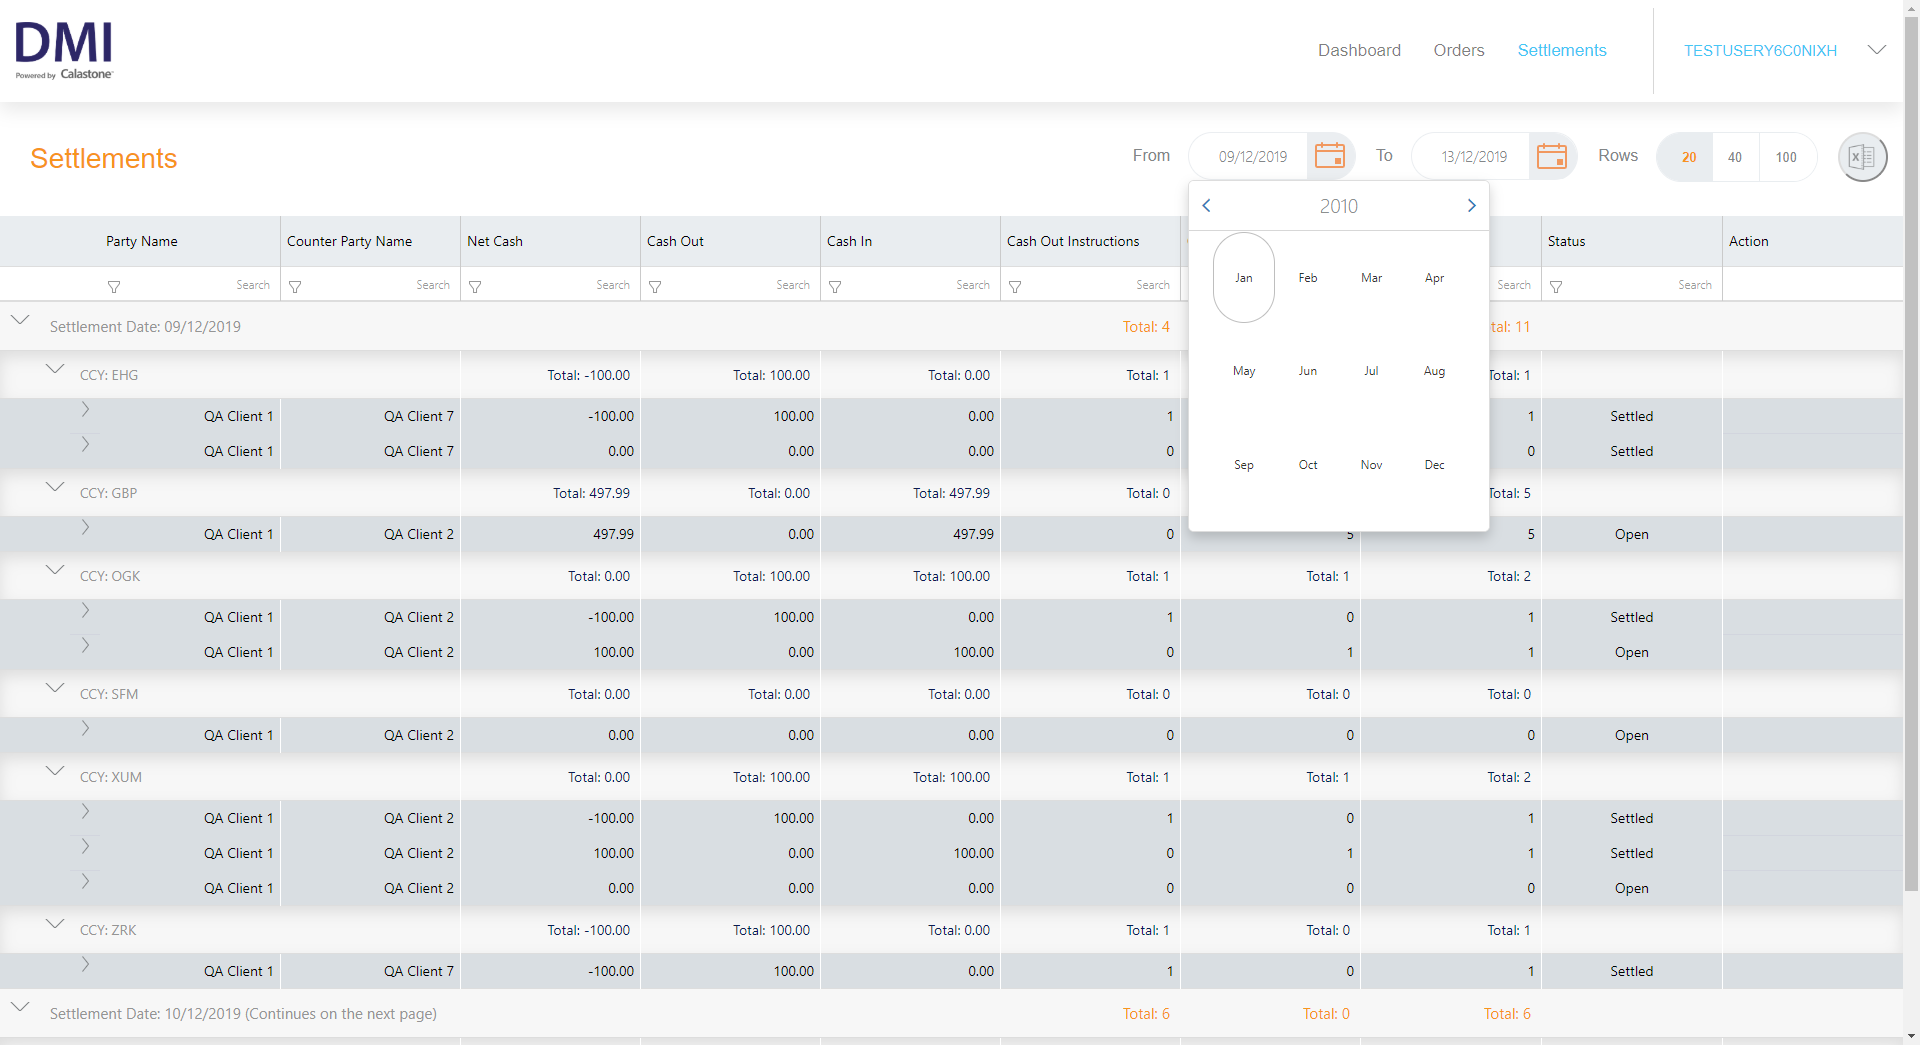 DMI
Powered by Calastone
Dashboard Orders Settlements TESTUSERY6C0NIXH
Settlements
From 09/12/2019 To 13/12/2019 Rows 20 40 100
2010
Jan Feb Mar Apr
May Jun Jul Aug
Sep Oct Nov Dec
Party Name Counter Party Name Net Cash Cash Out Cash In Cash Out Instructions Status Action
Search Search Search Search Search Search Search Search
Settlement Date: 09/12/2019 Total: 4 tal: 11
CCY: EHG Total: -100.00 Total: 100.00 Total: 0.00 Total: 1 Total: 1
QA Client 1 QA Client 7 -100.00 100.00 0.00 1 1 Settled
QA Client 1 QA Client 7 0.00 0.00 0.00 0 0 Settled
CCY: GBP Total: 497.99 Total: 0.00 Total: 497.99 Total: 0 Total: 5
QA Client 1 QA Client 2 497.99 0.00 497.99 0 5 5 Open
CCY: OGK Total: 0.00 Total: 100.00 Total: 100.00 Total: 1 Total: 1 Total: 2
QA Client 1 QA Client 2 -100.00 100.00 0.00 1 0 1 Settled
QA Client 1 QA Client 2 100.00 0.00 100.00 0 1 1 Open
CCY: SFM Total: 0.00 Total: 0.00 Total: 0.00 Total: 0 Total: 0 Total: 0
QA Client 1 QA Client 2 0.00 0.00 0.00 0 0 0 Open
CCY: XUM Total: 0.00 Total: 100.00 Total: 100.00 Total: 1 Total: 1 Total: 2
QA Client 1 QA Client 2 -100.00 100.00 0.00 1 0 1 Settled
QA Client 1 QA Client 2 100.00 0.00 100.00 0 1 1 Settled
QA Client 1 QA Client 2 0.00 0.00 0.00 0 0 0 Open
CCY: ZRK Total: -100.00 Total: 100.00 Total: 0.00 Total: 1 Total: 0 Total: 1
QA Client 1 QA Client 7 -100.00 100.00 0.00 1 0 1 Settled
Settlement Date: 10/12/2019 (Continues on the next page) Total: 6 Total: 0 Total: 6